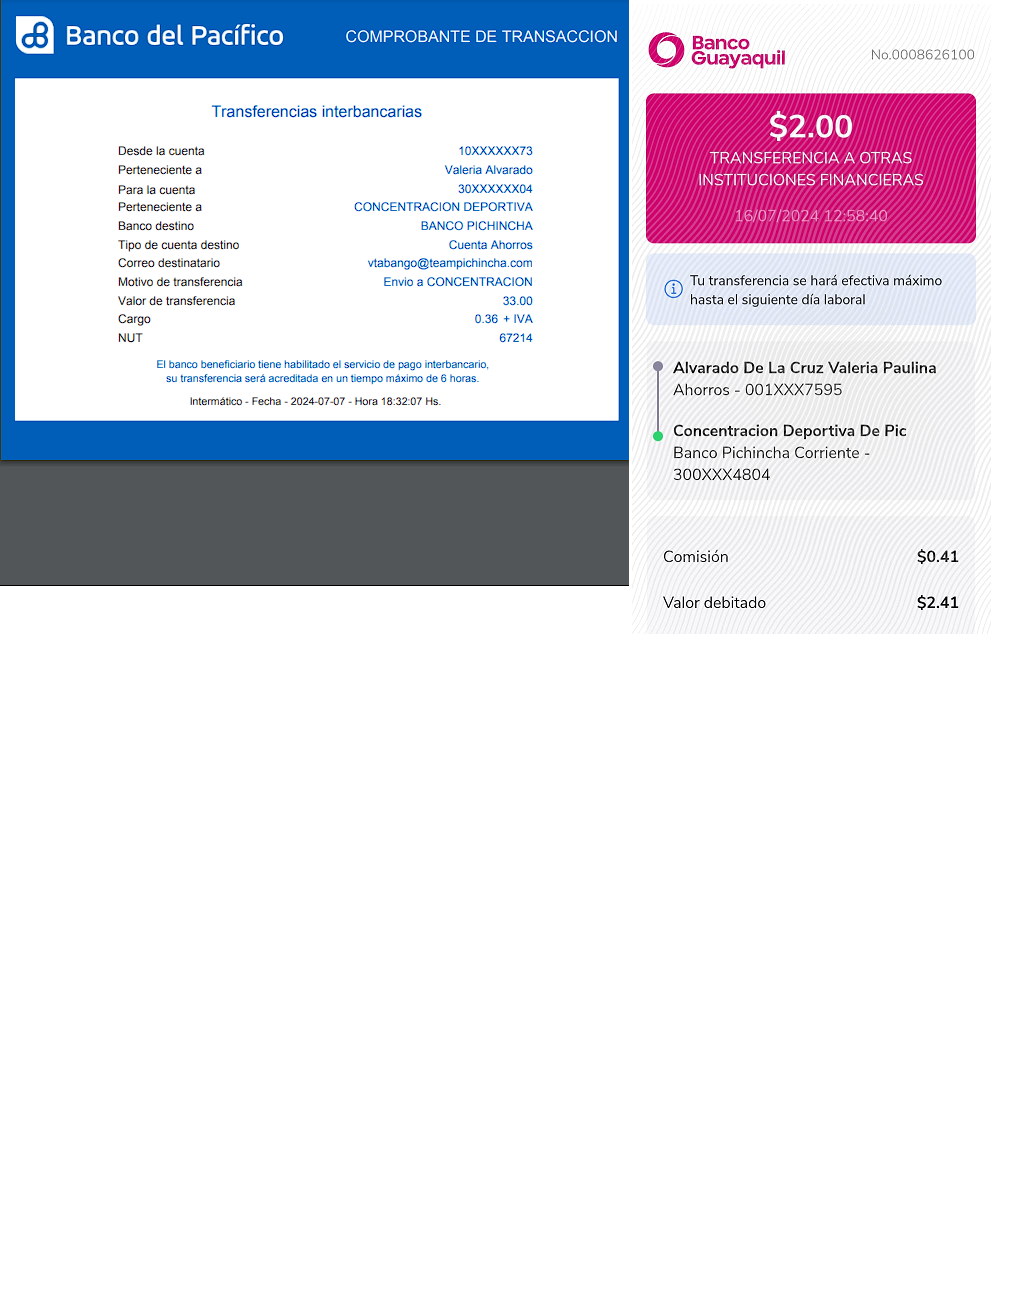 Banco del Pacífico
COMPROBANTE DE TRANSACCION
Transferencias interbancarias
Desde la cuenta 10XXXXXX73
Perteneciente a Valeria Alvarado
Para la cuenta 30XXXXXX04
Perteneciente a CONCENTRACION DEPORTIVA
Banco destino BANCO PICHINCHA
Tipo de cuenta destino Cuenta Ahorros
Correo destinatario vtabango@teampichincha.com
Motivo de transferencia Envio a CONCENTRACION
Valor de transferencia 33.00
Cargo 0.36 + IVA
NUT 67214
El banco beneficiario tiene habilitado el servicio de pago interbancario,
su transferencia será acreditada en un tiempo máximo de 6 horas.
Intermático - Fecha - 2024-07-07 - Hora 18:32:07 Hs.
Banco
Guayaquil
No.0008626100
$2.00
TRANSFERENCIA A OTRAS
INSTITUCIONES FINANCIERAS
16/07/2024 12:58:40
Tu transferencia se hará efectiva máximo
hasta el siguiente día laboral
Alvarado De La Cruz Valeria Paulina
Ahorros - 001XXX7595
Concentracion Deportiva De Pic
Banco Pichincha Corriente -
300XXX4804
Comisión $0.41
Valor debitado $2.41